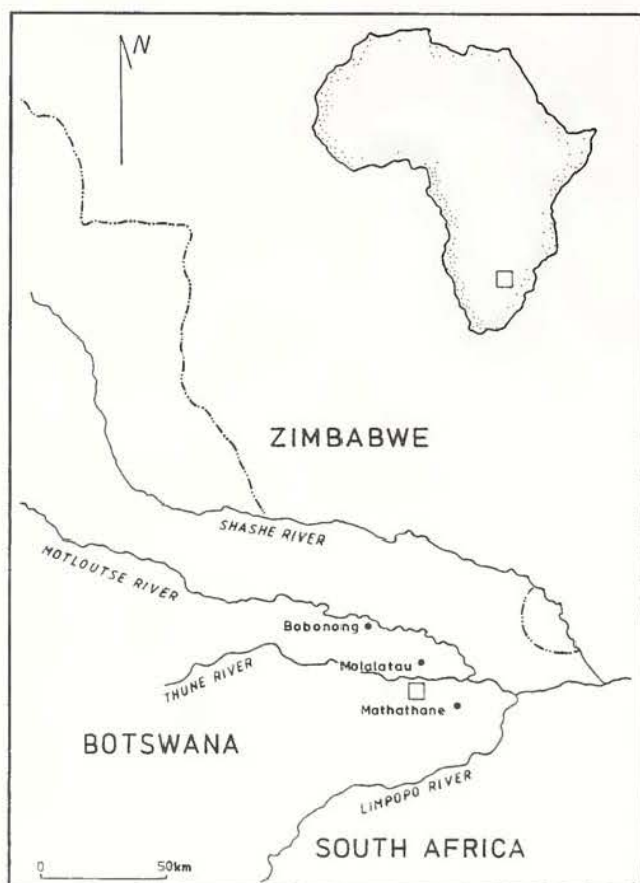 N
ZIMBABWE
SHASHE RIVER
MOTLOUTSE RIVER
Bobonong
Molalatau
THUNE RIVER
Mathathane
BOTSWANA
LIMPOPO RIVER
SOUTH AFRICA
0 50km